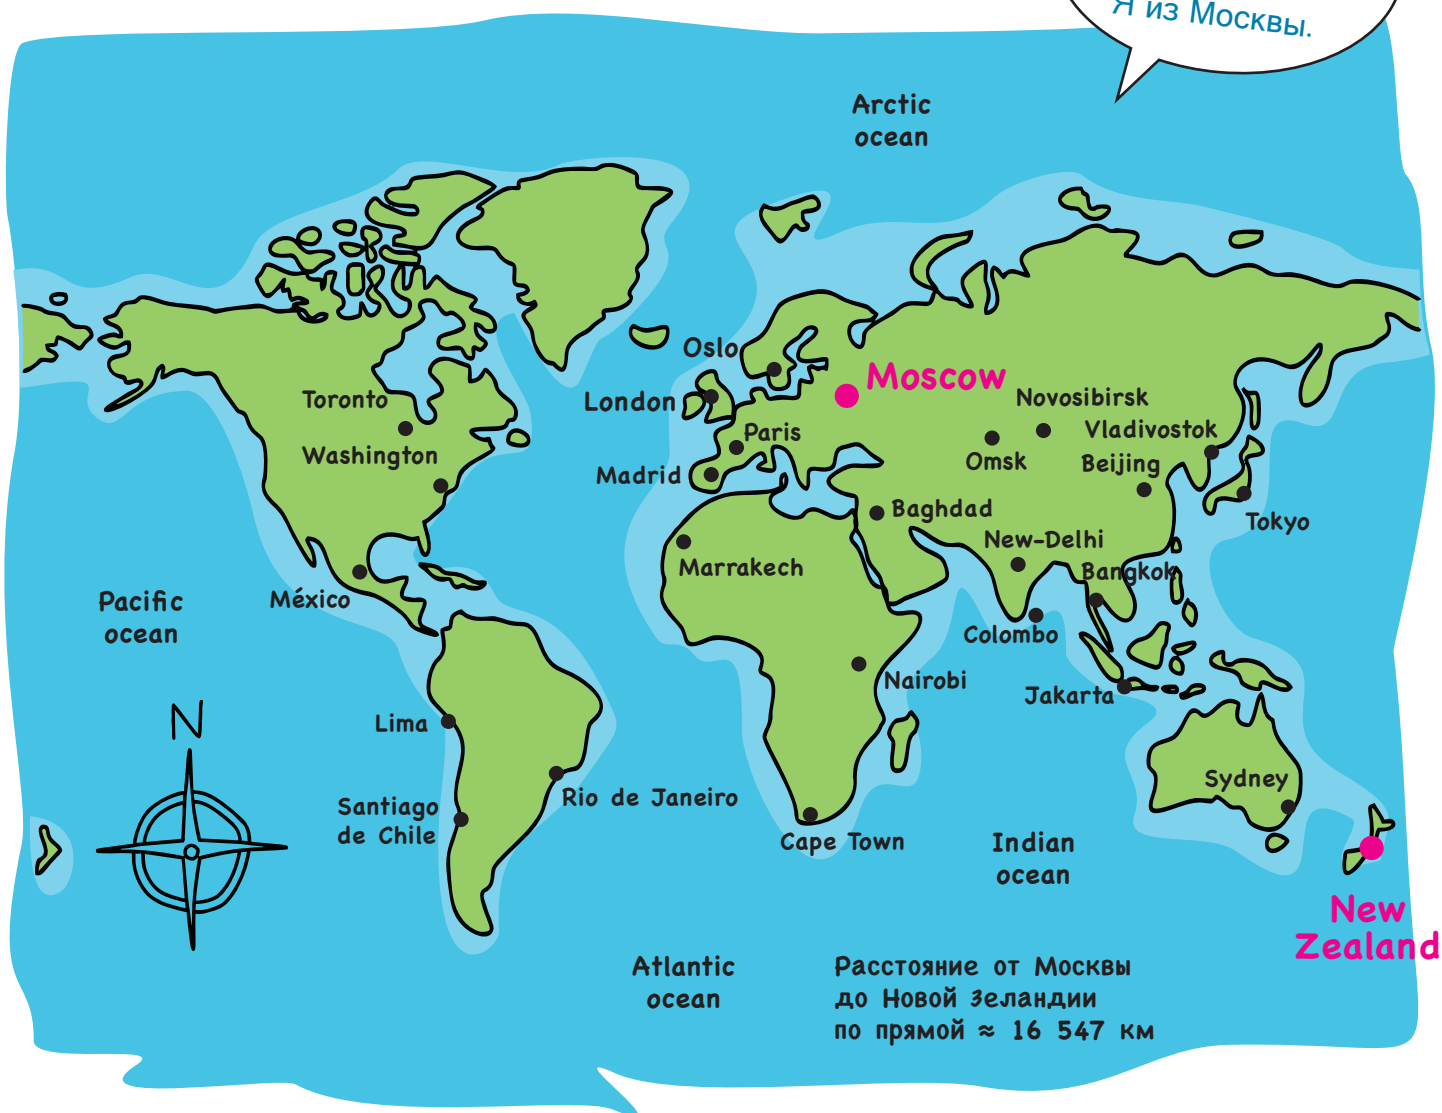 Я из Москвы.
Arctic
ocean
Oslo
Moscow
London
Novosibirsk
Toronto
Paris
Vladivostok
Washington
Madrid
Omsk
Beijing
Baghdad
Tokyo
New-Delhi
Marrakech
Bangkok
México
Pacific
ocean
Colombo
Nairobi
Jakarta
N
Lima
Sydney
Rio de Janeiro
Santiago
de Chile
Cape Town
Indian
ocean
New
Zealand
Atlantic
ocean
Расстояние от Москвы
до Новой Зеландии
по прямой ≈ 16 547 км